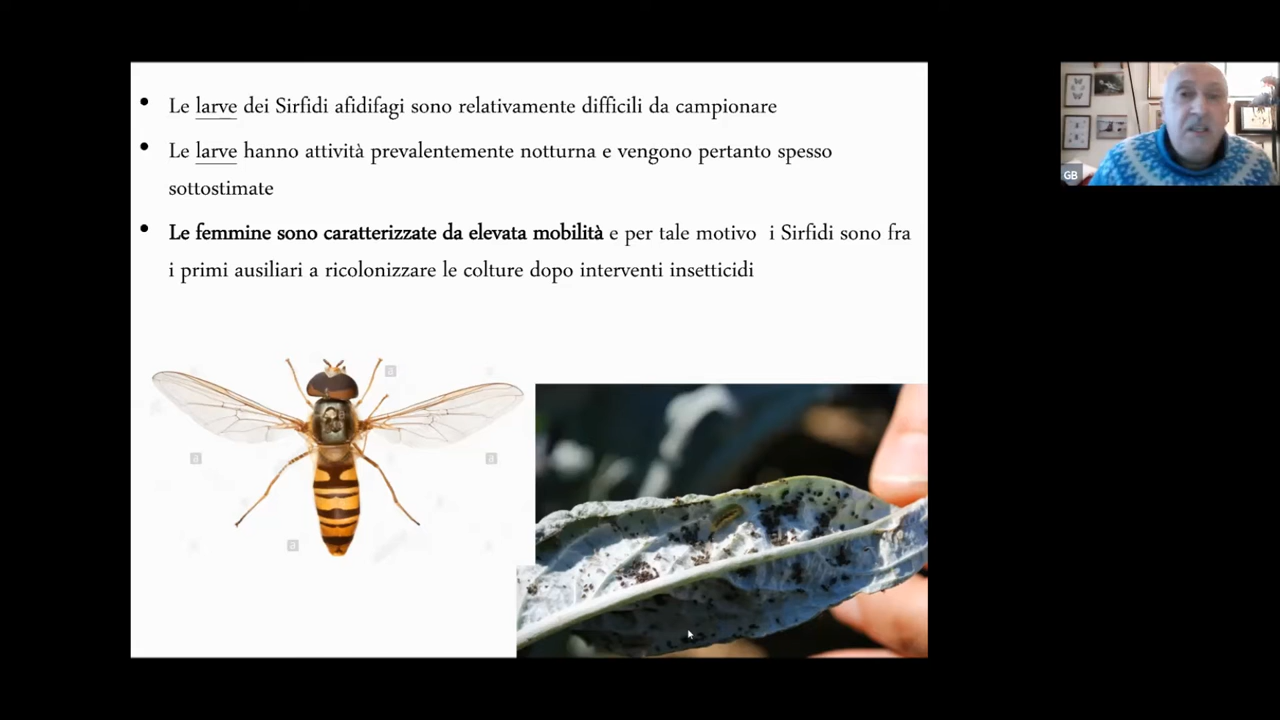 • Le larve dei Sirfidi afidifagi sono relativamente difficili da campionare
• Le larve hanno attività prevalentemente notturna e vengono pertanto spesso
sottostimate
• Le femmine sono caratterizzate da elevata mobilità e per tale motivo i Sirfidi sono fra
i primi ausiliari a ricolonizzare le colture dopo interventi insetticidi
GB
a
a
a
a